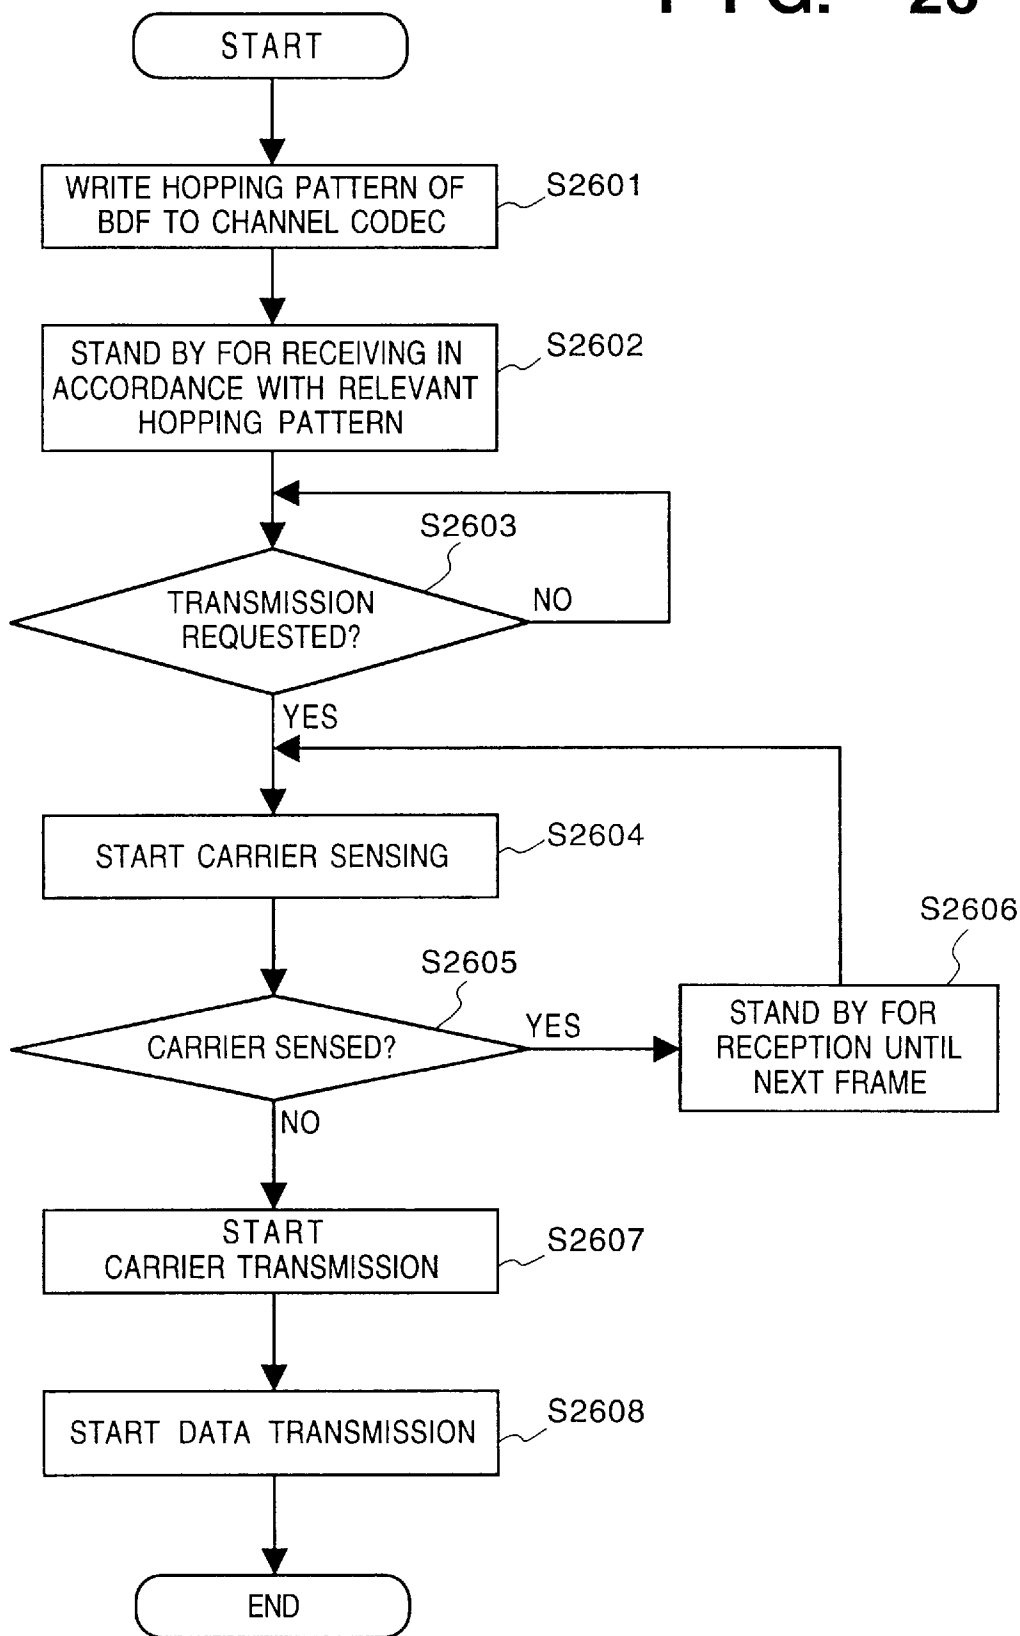 START
WRITE HOPPING PATTERN OF
BDF TO CHANNEL CODEC
S2601
STAND BY FOR RECEIVING IN
ACCORDANCE WITH RELEVANT
HOPPING PATTERN
S2602
S2603
TRANSMISSION
REQUESTED?
NO
YES
START CARRIER SENSING
S2604
S2606
S2605
CARRIER SENSED?
YES
STAND BY FOR
RECEPTION UNTIL
NEXT FRAME
NO
START
CARRIER TRANSMISSION
S2607
START DATA TRANSMISSION
S2608
END